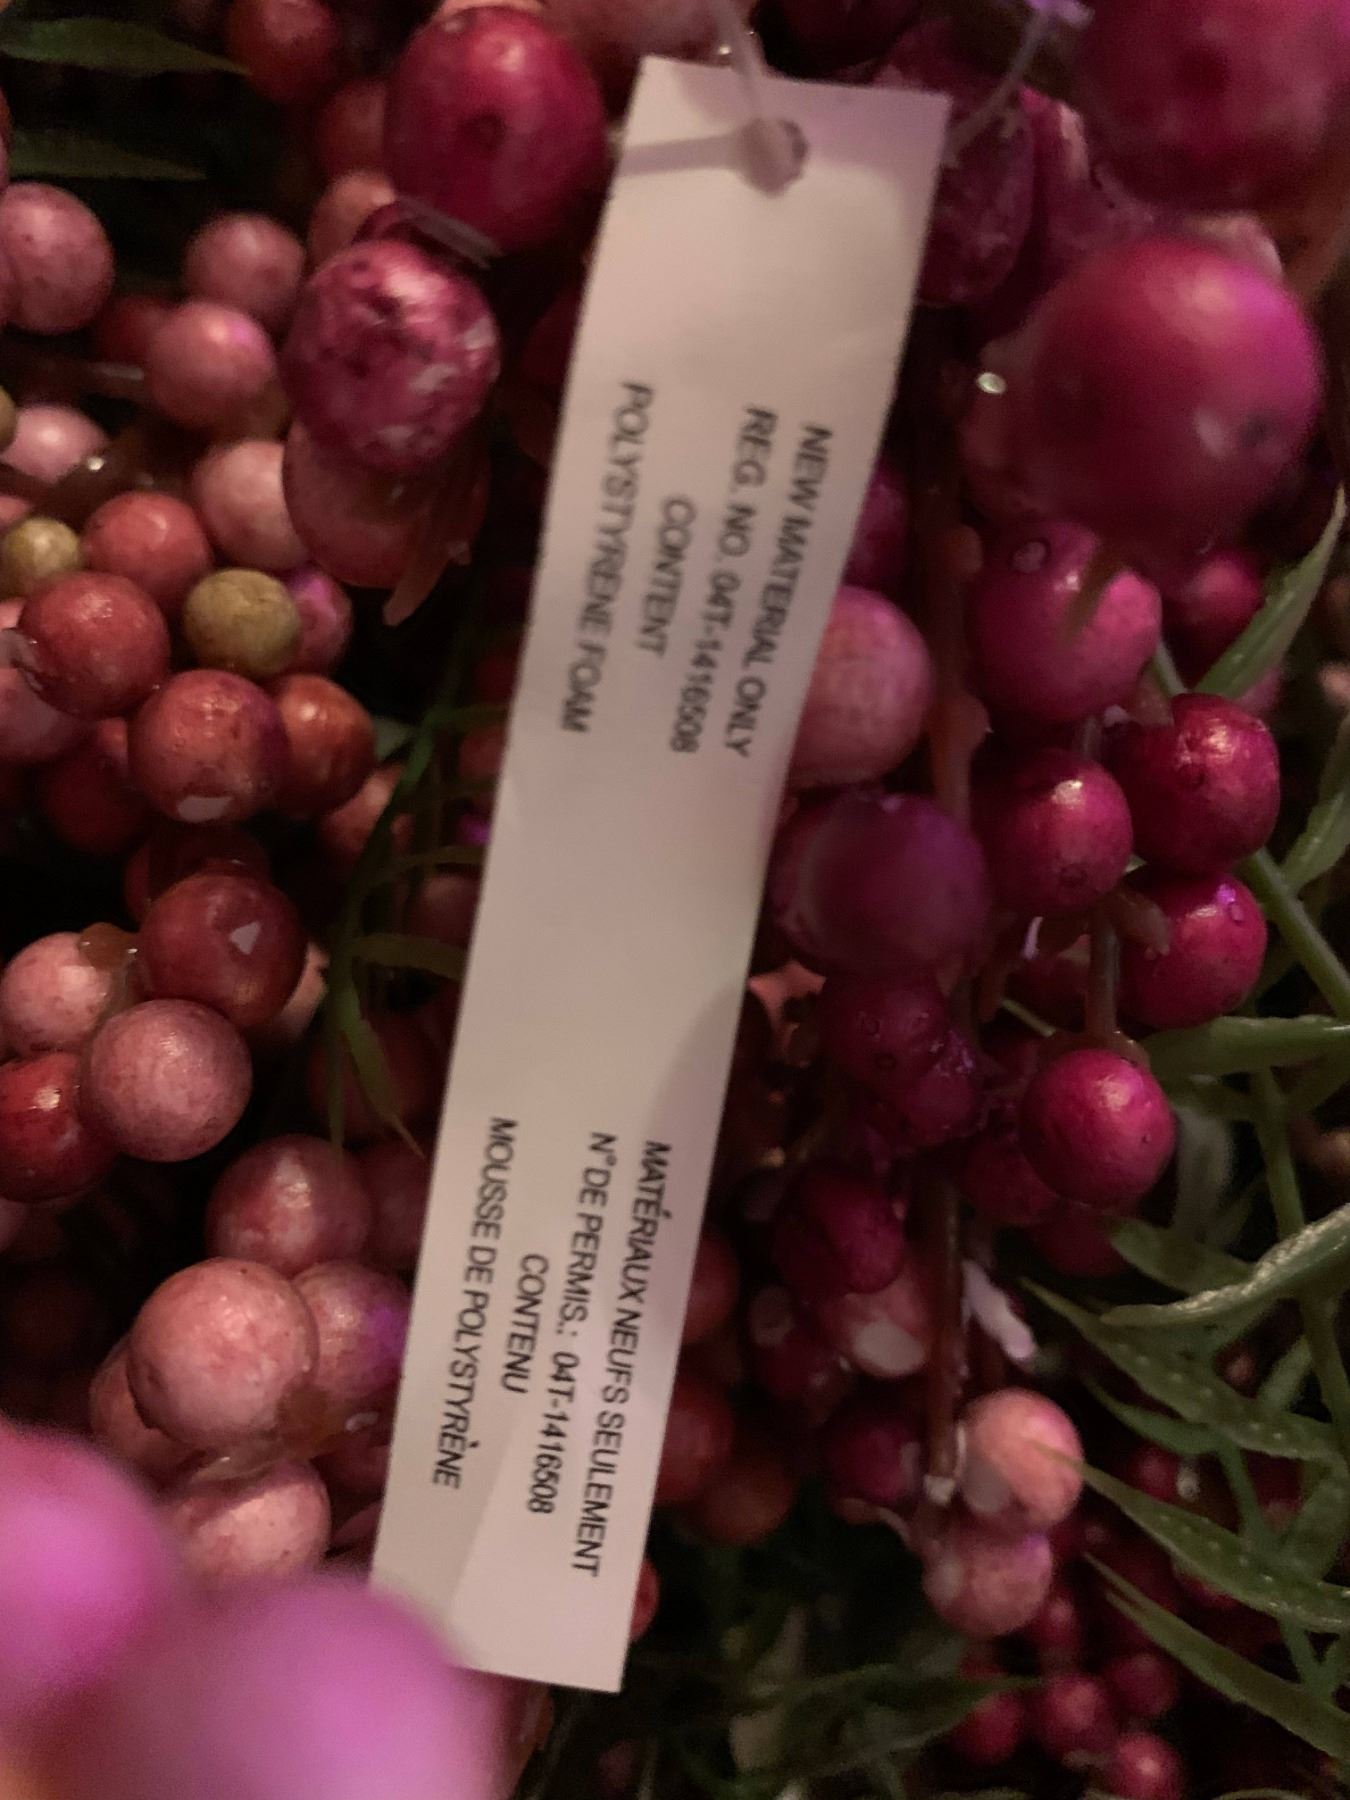 NEW MATERIAL ONLY
REG. NO. 04T-1416508
CONTENT
POLYSTYRENE FOAM
MATÉRIAUX NEUFS SEULEMENT
N°DE PERMIS.: 04T-1416508
CONTENU
MOUSSE DE POLYSTYRÈNE